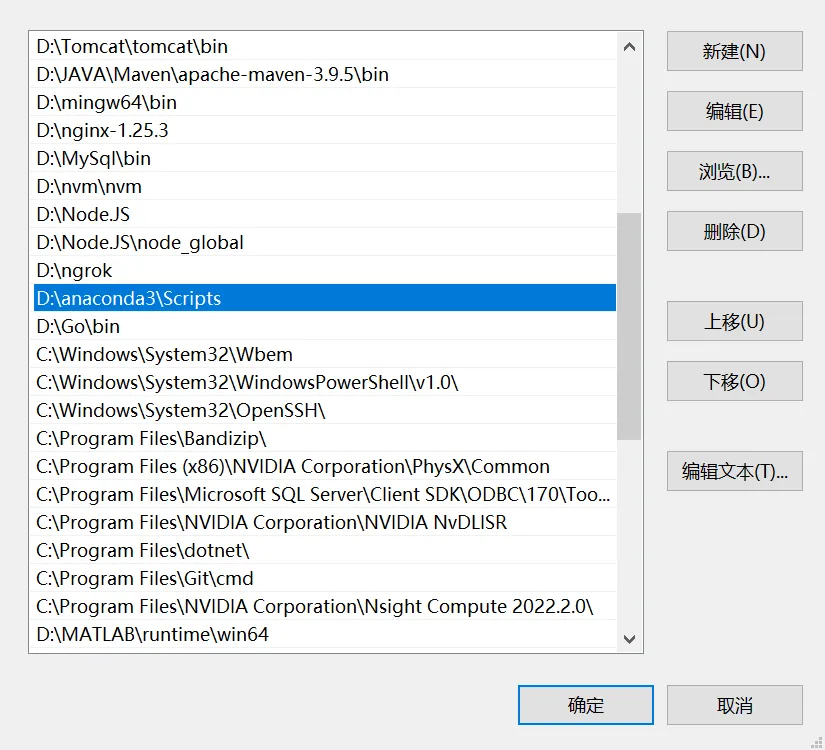 D:\Tomcat\tomcat\bin
D:\JAVA\Maven\apache-maven-3.9.5\bin
D:\mingw64\bin
D:\nginx-1.25.3
D:\MySql\bin
D:\nvm\nvm
D:\Node.JS
D:\Node.JS\node_global
D:\ngrok
D:\anaconda3\Scripts
D:\Go\bin
C:\Windows\System32\Wbem
C:\Windows\System32\WindowsPowerShell\v1.0\
C:\Windows\System32\OpenSSH\
C:\Program Files\Bandizip\
C:\Program Files (x86)\NVIDIA Corporation\PhysX\Common
C:\Program Files\Microsoft SQL Server\Client SDK\ODBC\170\Too...
C:\Program Files\NVIDIA Corporation\NVIDIA NvDLISR
C:\Program Files\dotnet\
C:\Program Files\Git\cmd
C:\Program Files\NVIDIA Corporation\Nsight Compute 2022.2.0\
D:\MATLAB\runtime\win64
新建(N)
编辑(E)
浏览(B)...
删除(D)
上移(U)
下移(O)
编辑文本(T)...
确定
取消